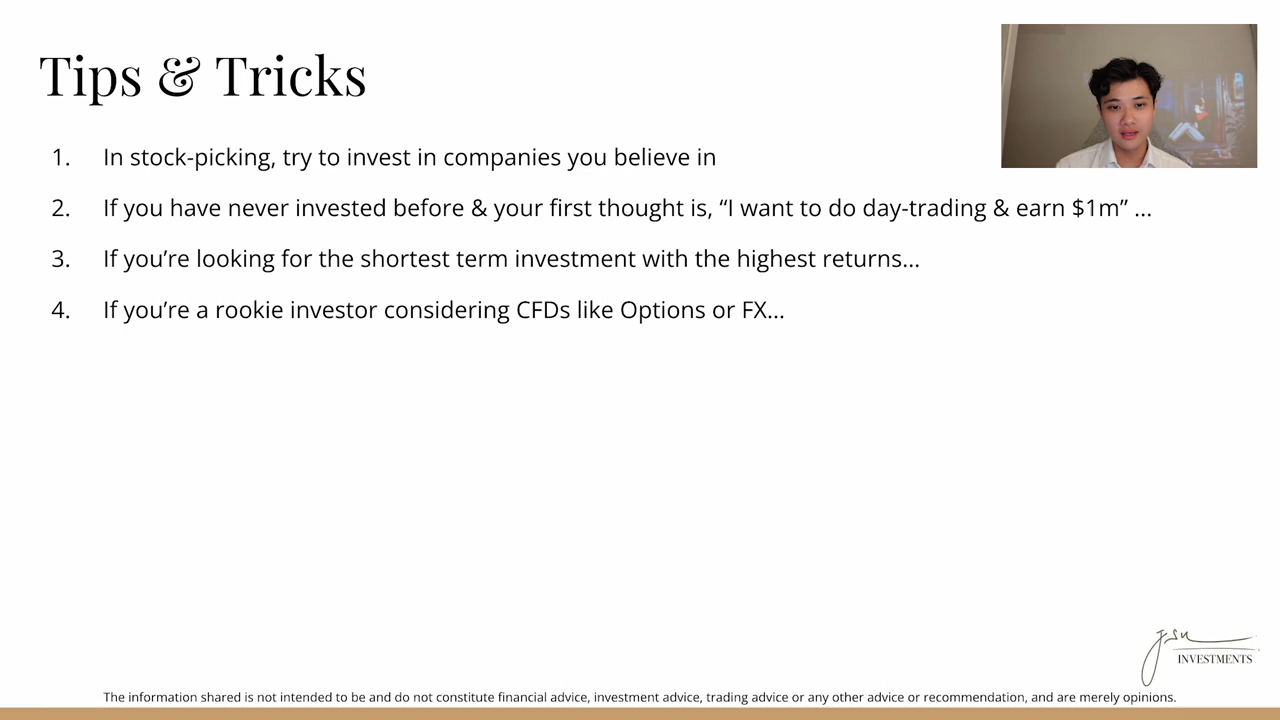 Tips & Tricks
1. In stock-picking, try to invest in companies you believe in
2. If you have never invested before & your first thought is, “I want to do day-trading & earn $1m” ...
3. If you’re looking for the shortest term investment with the highest returns...
4. If you’re a rookie investor considering CFDs like Options or FX...
INVESTMENTS
The information shared is not intended to be and do not constitute financial advice, investment advice, trading advice or any other advice or recommendation, and are merely opinions.